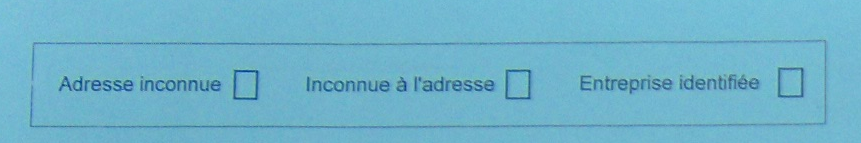 Adresse inconnue ☐ Inconnue à l'adresse ☐ Entreprise identifiée ☐